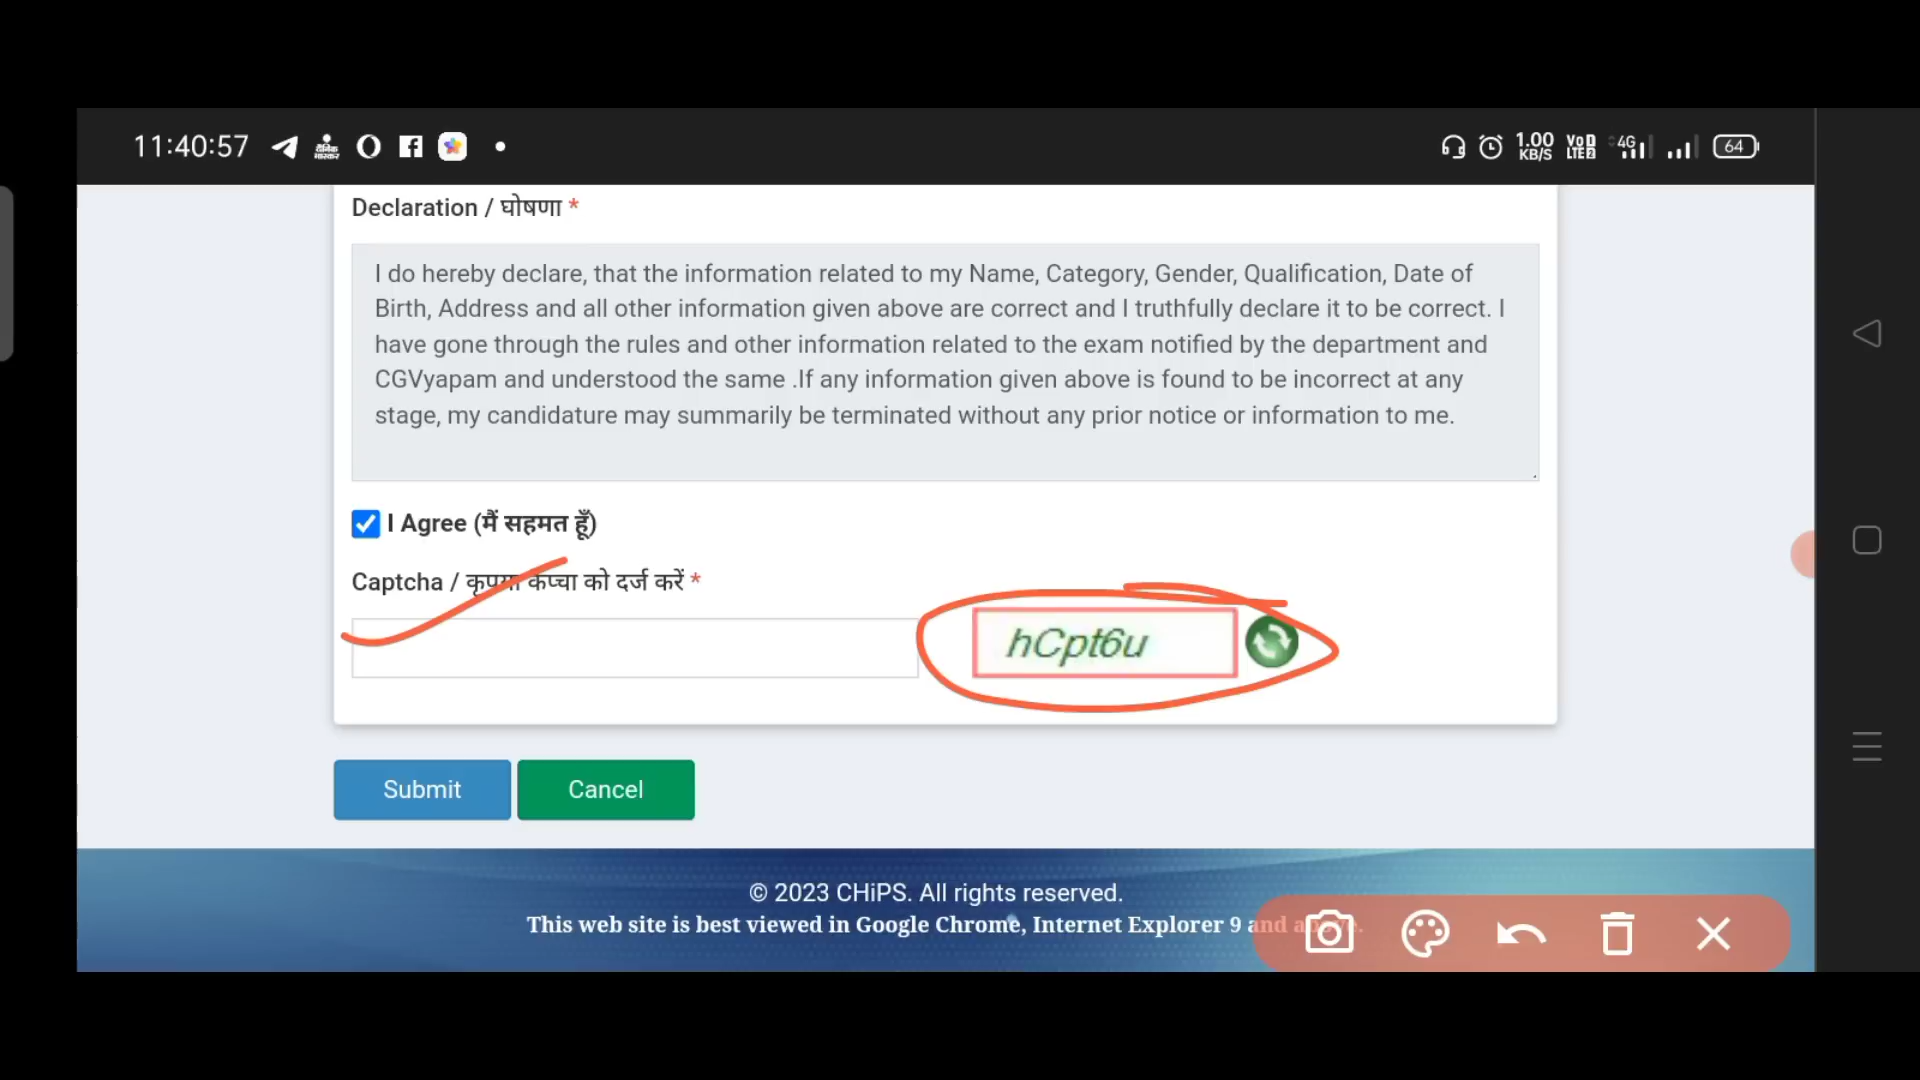 11:40:57
1.00 KB/S VoD LTE2 4G 64
Declaration / घोषणा *
I do hereby declare, that the information related to my Name, Category, Gender, Qualification, Date of
Birth, Address and all other information given above are correct and I truthfully declare it to be correct. I
have gone through the rules and other information related to the exam notified by the department and
CGVyapam and understood the same .If any information given above is found to be incorrect at any
stage, my candidature may summarily be terminated without any prior notice or information to me.
I Agree (मैं सहमत हूँ)
Captcha / कृपया कप्चा को दर्ज करें *
hCpt6u
Submit
Cancel
© 2023 CHiPS. All rights reserved.
This web site is best viewed in Google Chrome, Internet Explorer 9 and above.